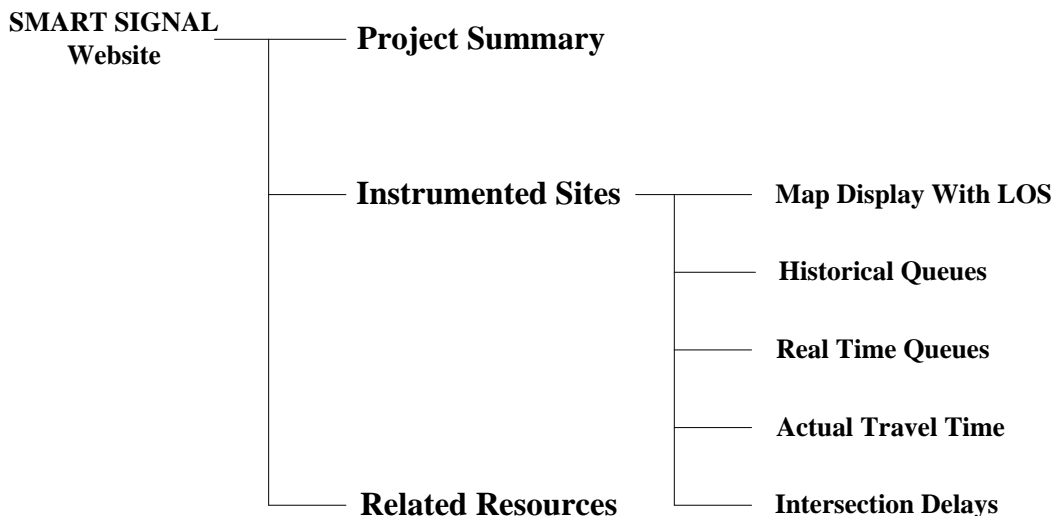 SMART SIGNAL
Website
Project Summary
Instrumented Sites
Map Display With LOS
Historical Queues
Real Time Queues
Actual Travel Time
Related Resources
Intersection Delays